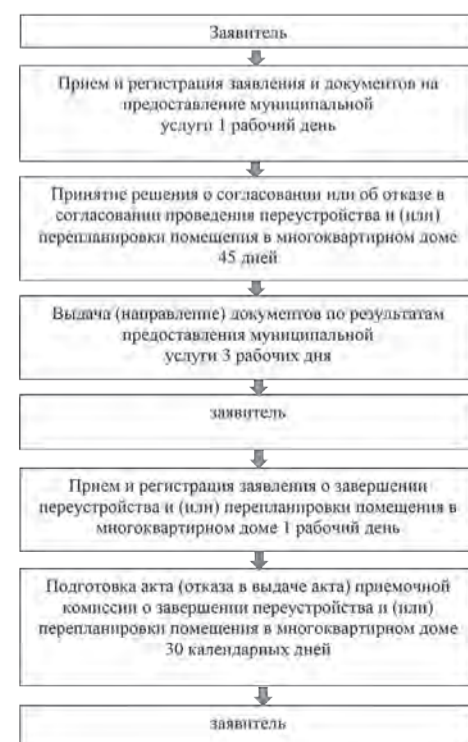 Заявитель
Прием и регистрация заявления и документов на
предоставление муниципальной
услуги 1 рабочий день
Принятие решения о согласовании или об отказе в
согласовании проведения переустройства и (или)
перепланировки помещения в многоквартирном доме
45 дней
Выдача (направление) документов по результатам
предоставления муниципальной
услуги 3 рабочих дня
заявитель
Прием и регистрация заявления о завершении
переустройства и (или) перепланировки помещения в
многоквартирном доме 1 рабочий день
Подготовка акта (отказа в выдаче акта) приемочной
комиссии о завершении переустройства и (или)
перепланировки помещения в многоквартирном доме
30 календарных дней
заявитель